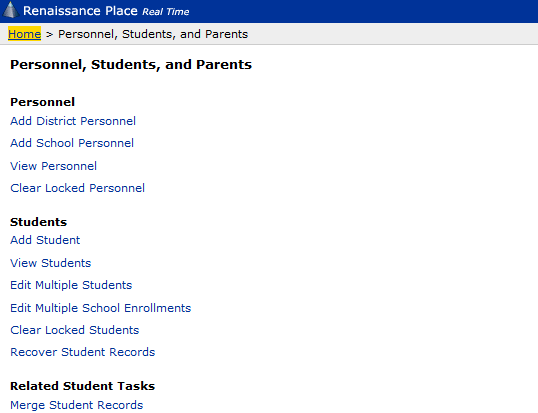 Renaissance Place Real Time
Home > Personnel, Students, and Parents
Personnel, Students, and Parents
Personnel
Add District Personnel
Add School Personnel
View Personnel
Clear Locked Personnel
Students
Add Student
View Students
Edit Multiple Students
Edit Multiple School Enrollments
Clear Locked Students
Recover Student Records
Related Student Tasks
Merge Student Records